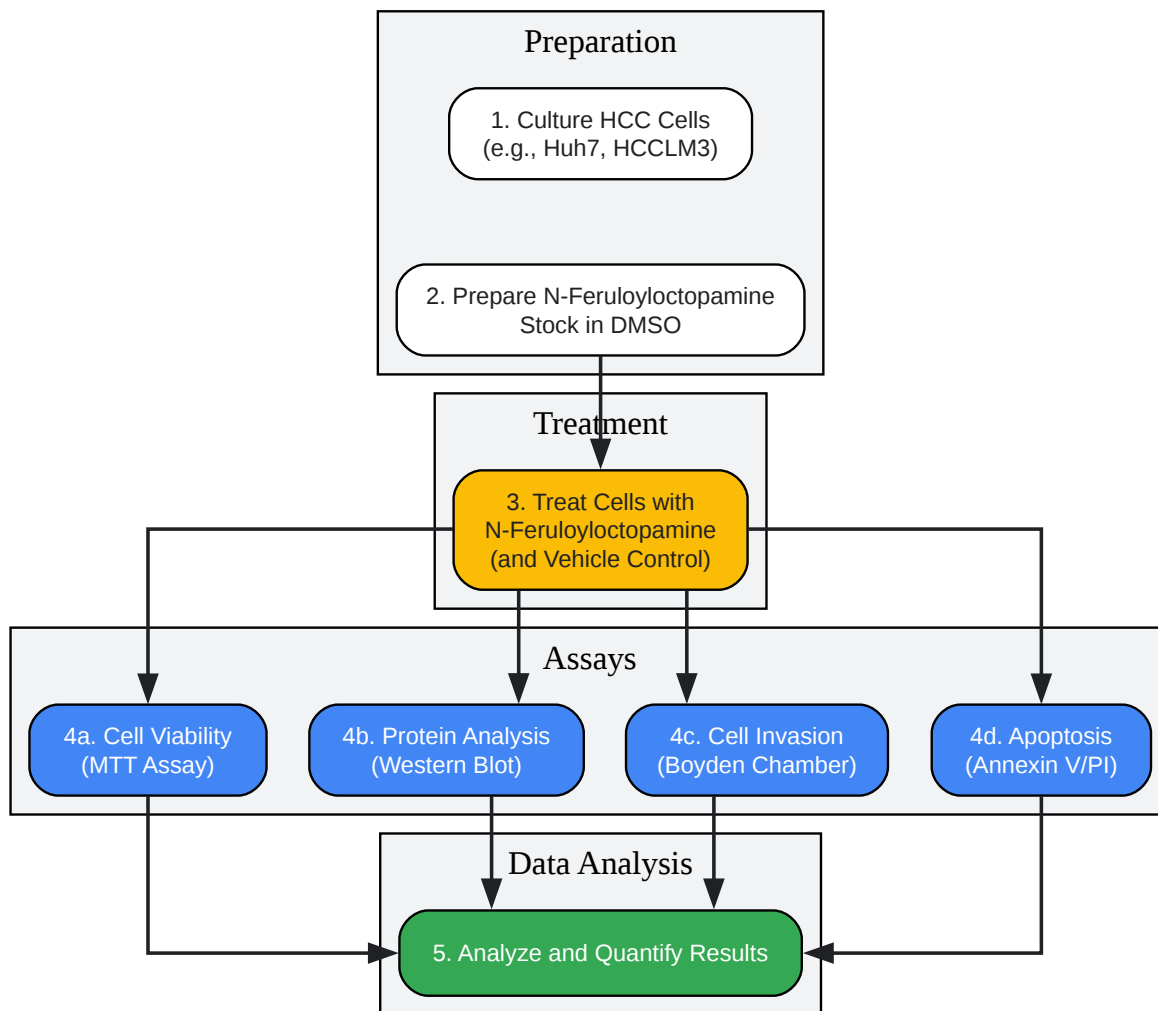 Preparation
1. Culture HCC Cells
(e.g., Huh7, HCCLM3)
2. Prepare N-Feruloyloctopamine
Stock in DMSO
Treatment
3. Treat Cells with
N-Feruloyloctopamine
(and Vehicle Control)
Assays
4a. Cell Viability
(MTT Assay)
4b. Protein Analysis
(Western Blot)
4c. Cell Invasion
(Boyden Chamber)
4d. Apoptosis
(Annexin V/PI)
Data Analysis
5. Analyze and Quantify Results